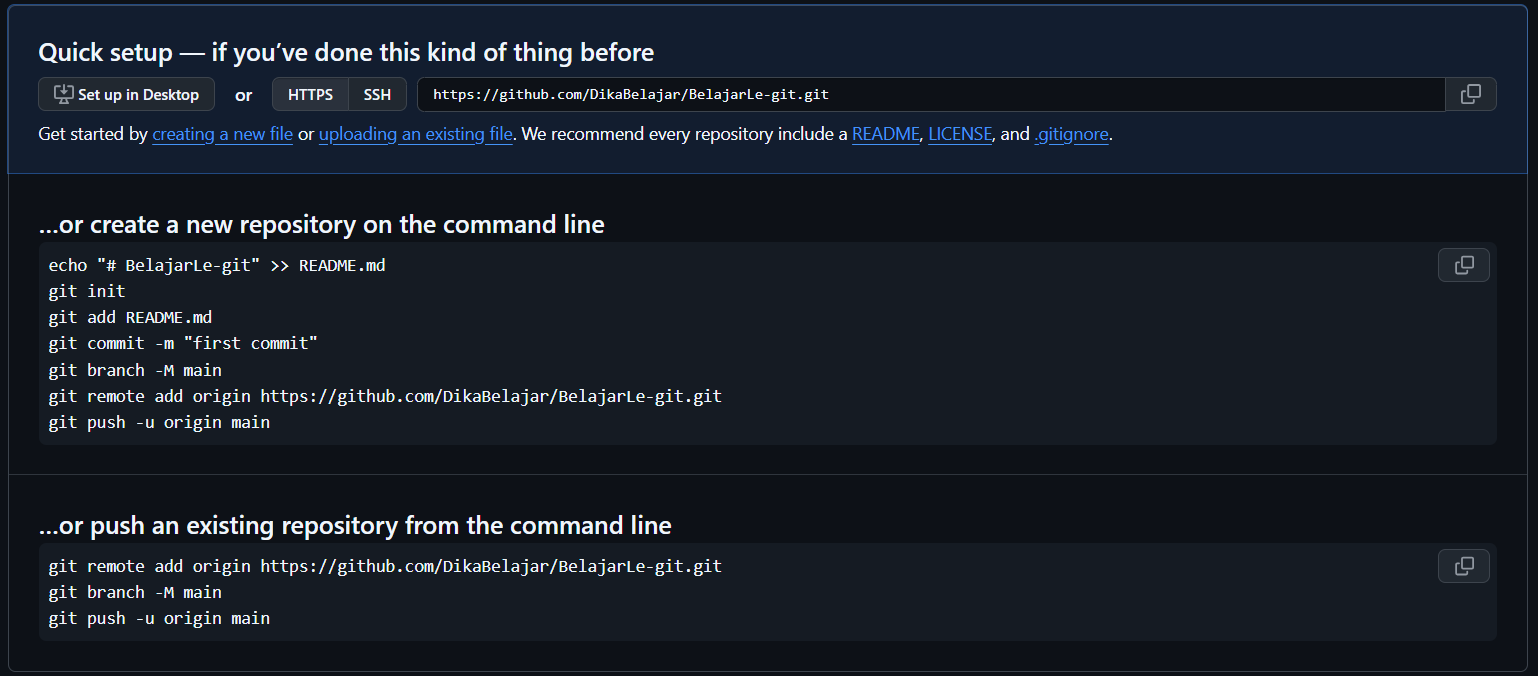 Quick setup — if you’ve done this kind of thing before
Set up in Desktop or HTTPS SSH https://github.com/DikaBelajar/BelajarLe-git.git
Get started by creating a new file or uploading an existing file. We recommend every repository include a README, LICENSE, and .gitignore.
…or create a new repository on the command line
echo "# BelajarLe-git" >> README.md
git init
git add README.md
git commit -m "first commit"
git branch -M main
git remote add origin https://github.com/DikaBelajar/BelajarLe-git.git
git push -u origin main
…or push an existing repository from the command line
git remote add origin https://github.com/DikaBelajar/BelajarLe-git.git
git branch -M main
git push -u origin main